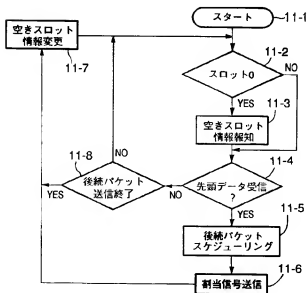 スタート
11-1
空きスロット
情報変更
11-7
11-2
スロット0
NO
YES
11-3
空きスロット
情報報知
11-4
先頭データ受信
?
NO
YES
11-8
後続パケット
送信終了
NO
YES
11-5
後続パケット
スケジューリング
11-6
割当信号送信